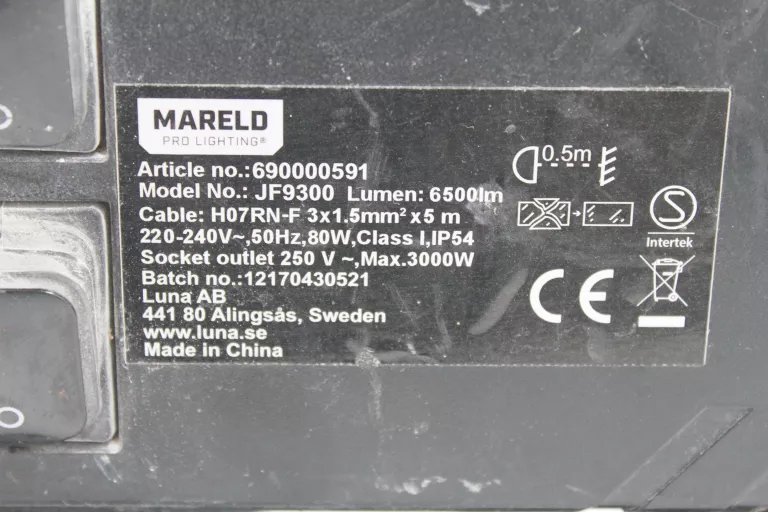 MARELD
PRO LIGHTING®
Article no.:690000591
Model No.: JF9300 Lumen: 6500lm
Cable: H07RN-F 3x1.5mm² x5 m
220-240V~,50Hz,80W,Class I,IP54
Socket outlet 250 V ~,Max.3000W
Batch no.:12170430521
Luna AB
441 80 Alingsås, Sweden
www.luna.se
Made in China
0.5m
S
Intertek
CE